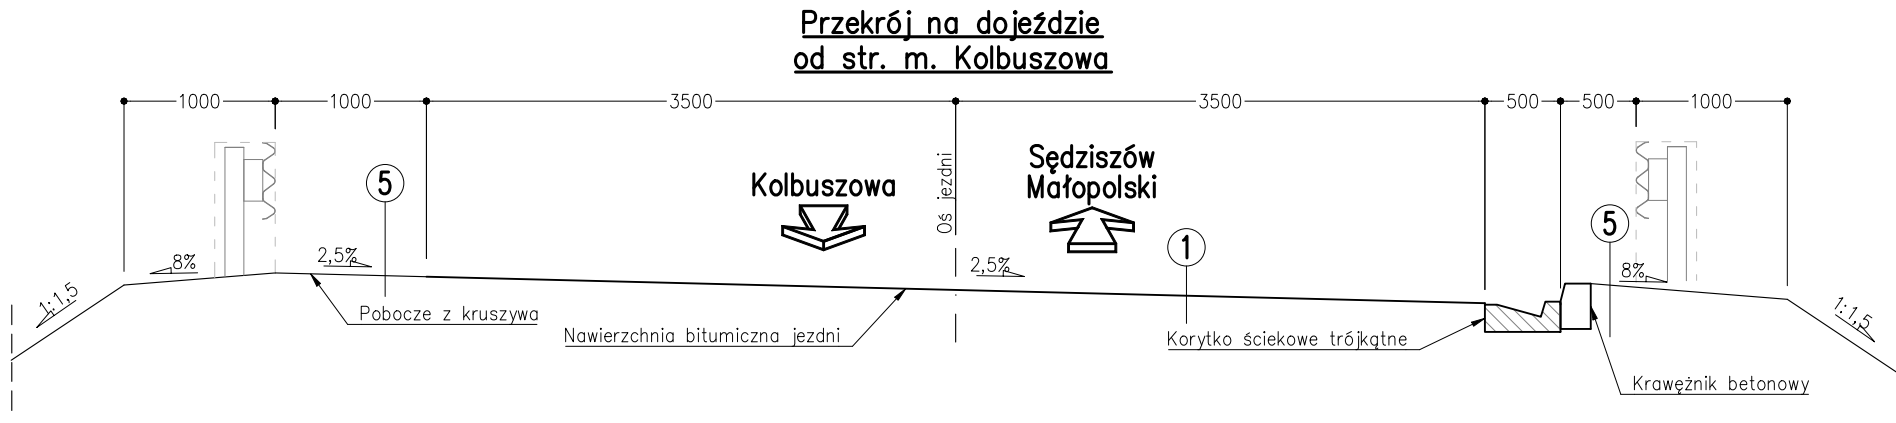 Przekrój na dojeździe
od str. m. Kolbuszowa
1000 1000 3500 3500 500 500 1000
Kolbuszowa
Oś jezdni
Sędziszów
Małopolski
5
1
5
8%
2,5%
2,5%
8%
1:1,5
1:1,5
Pobocze z kruszywa
Nawierzchnia bitumiczna jezdni
Korytko ściekowe trójkątne
Krawężnik betonowy